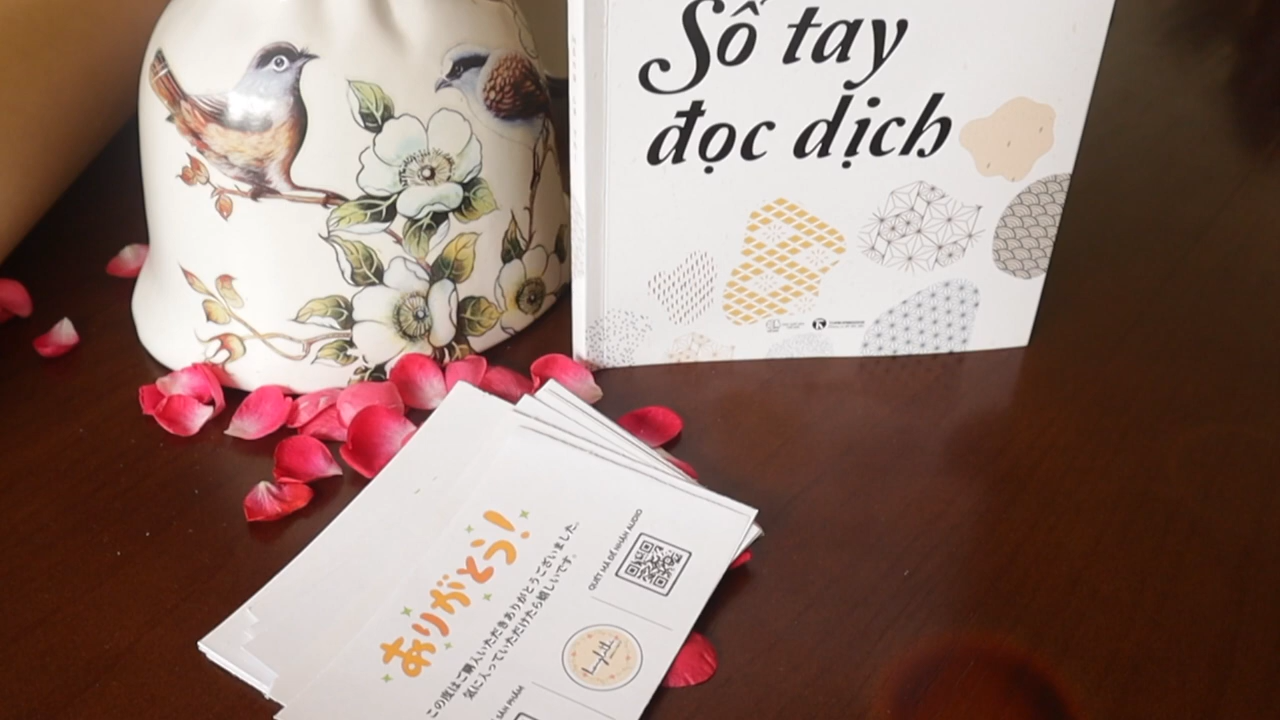 Sổ tay
đọc dịch
ありがとう!
この度はご購入いただきありがとうございました。
気に入っていただけたら嬉しいです。
QUÉT MÃ ĐỂ NHẬN AUDIO
SẢN PHẨM